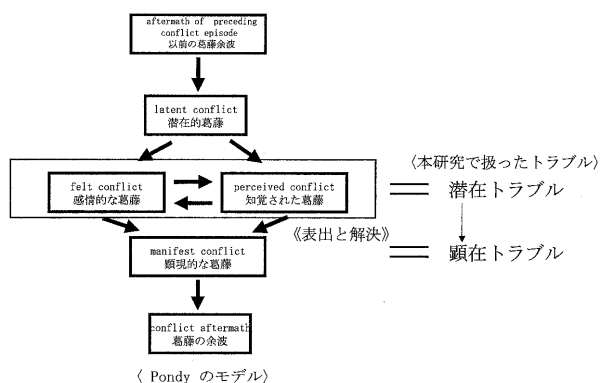 aftermath of preceding
conflict episode
以前の葛藤余波
latent conflict
潜在的葛藤
〈本研究で扱ったトラブル〉
felt conflict
感情的な葛藤
perceived conflict
知覚された葛藤
潜在トラブル
《表出と解決》
manifest conflict
顕現的な葛藤
顕在トラブル
conflict aftermath
葛藤の余波
〈 Pondy のモデル〉